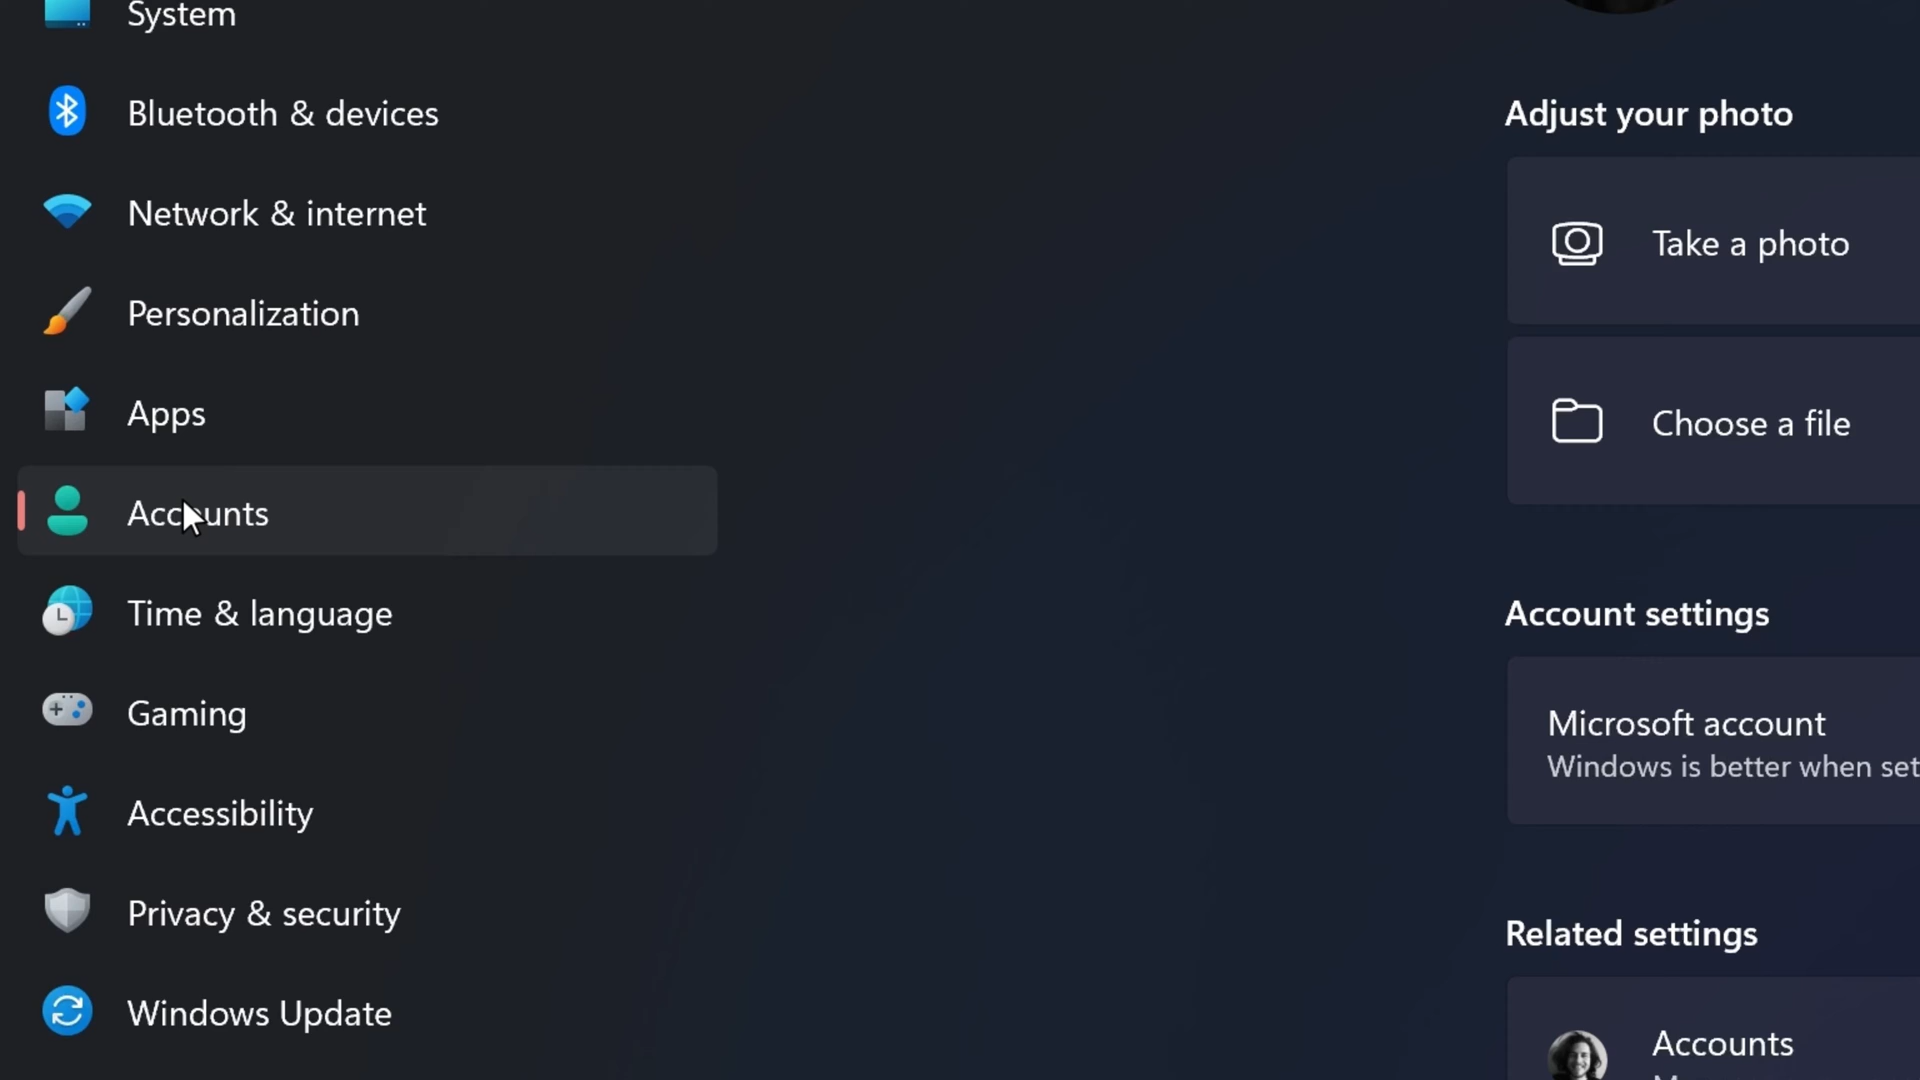 System
Bluetooth & devices
Network & internet
Personalization
Apps
Accounts
Time & language
Gaming
Accessibility
Privacy & security
Windows Update
Adjust your photo
Take a photo
Choose a file
Account settings
Microsoft account
Windows is better when set
Related settings
Accounts